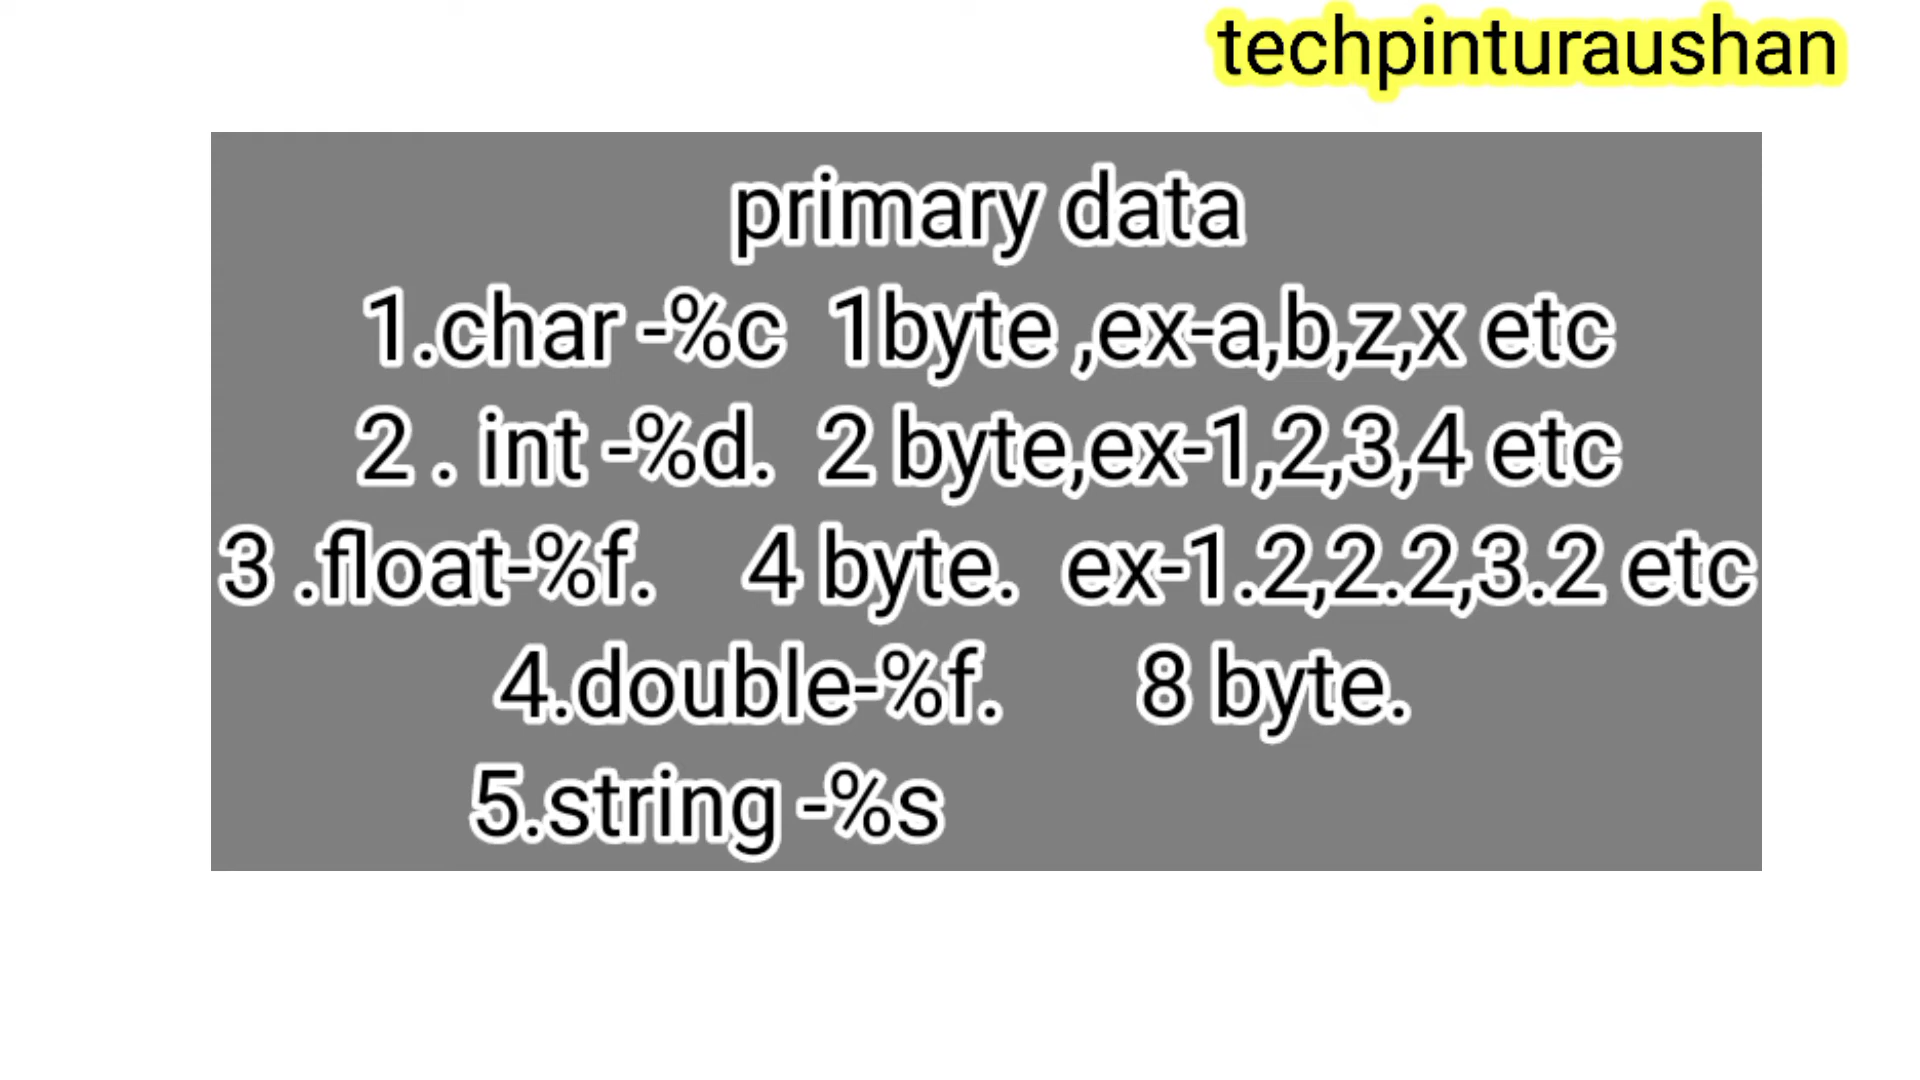 techpinturaushan
primary data
1.char -%c  1byte ,ex-a,b,z,x etc
2 . int -%d.  2 byte,ex-1,2,3,4 etc
3 .float-%f.    4 byte.  ex-1.2,2.2,3.2 etc
4.double-%f.      8 byte.
5.string -%s